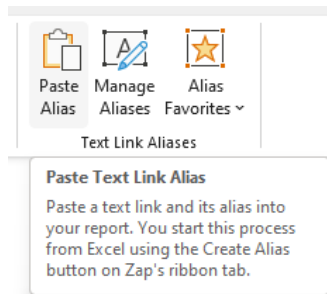 Paste Manage Alias
Alias Aliases Favorites
Text Link Aliases
Paste Text Link Alias
Paste a text link and its alias into
your report. You start this process
from Excel using the Create Alias
button on Zap's ribbon tab.